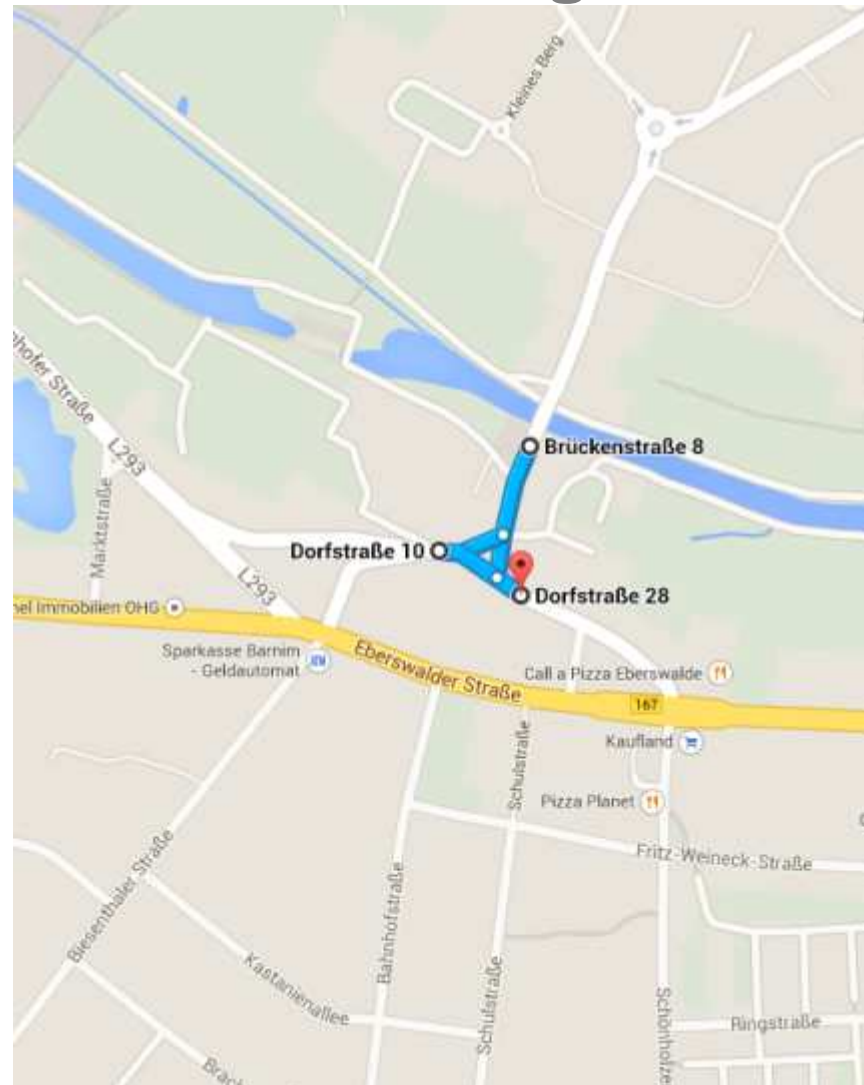 Kleines Berg
Brückenstraße 8
L293
Marktstraße
Dorfstraße 10
Dorfstraße 28
L293
Sparkasse Barnim
- Geldautomat
Eberswalder Straße
Call a Pizza Eberswalde
167
Kaufland
Schulstraße
Pizza Planet
Fritz-Weineck-Straße
Biesenthaler Straße
Bahnhofstraße
Kastanienallee
Schulstraße
Ringstraße
Immobilien OHG